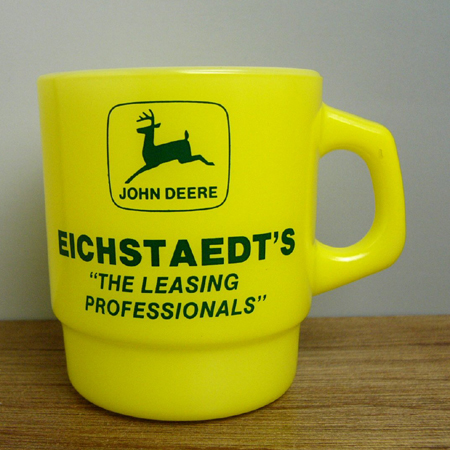 JOHN DEERE
EICHSTAEDT'S
"THE LEASING
PROFESSIONALS"